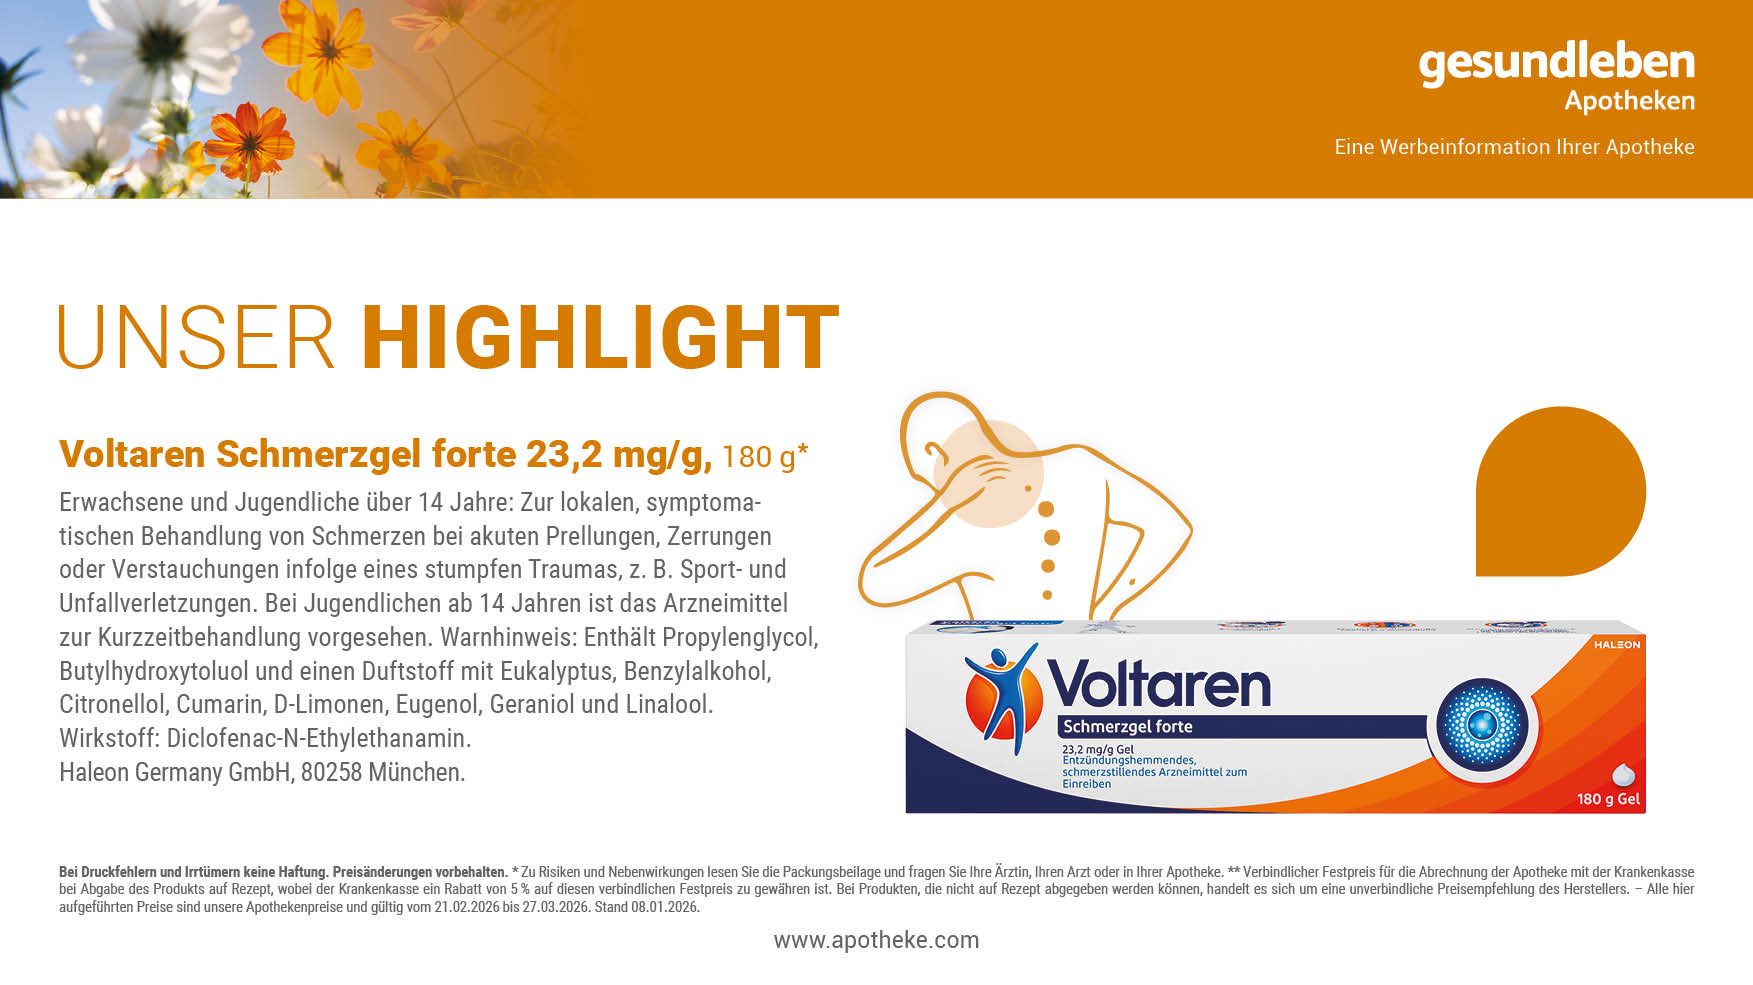 gesundleben
Apotheken
Eine Werbeinformation Ihrer Apotheke
UNSER HIGHLIGHT
Voltaren Schmerzgel forte 23,2 mg/g, 180 g*
Erwachsene und Jugendliche über 14 Jahre: Zur lokalen, symptoma-
tischen Behandlung von Schmerzen bei akuten Prellungen, Zerrungen
oder Verstauchungen infolge eines stumpfen Traumas, z. B. Sport- und
Unfallverletzungen. Bei Jugendlichen ab 14 Jahren ist das Arzneimittel
zur Kurzzeitbehandlung vorgesehen. Warnhinweis: Enthält Propylenglycol,
Butylhydroxytoluol und einen Duftstoff mit Eukalyptus, Benzylalkohol,
Citronellol, Cumarin, D-Limonen, Eugenol, Geraniol und Linalool.
Wirkstoff: Diclofenac-N-Ethylethanamin.
Haleon Germany GmbH, 80258 München.
HALEON
Voltaren
Schmerzgel forte
23,2 mg/g Gel
Entzündungshemmendes,
schmerzstillendes Arzneimittel zum
Einreiben
180 g Gel
Bei Druckfehlern und Irrtümern keine Haftung. Preisänderungen vorbehalten. * Zu Risiken und Nebenwirkungen lesen Sie die Packungsbeilage und fragen Sie Ihre Ärztin, Ihren Arzt oder in Ihrer Apotheke. ** Verbindlicher Festpreis für die Abrechnung der Apotheke mit der Krankenkasse
bei Abgabe des Produkts auf Rezept, wobei der Krankenkasse ein Rabatt von 5 % auf diesen verbindlichen Festpreis zu gewähren ist. Bei Produkten, die nicht auf Rezept abgegeben werden können, handelt es sich um eine unverbindliche Preisempfehlung des Herstellers. – Alle hier
aufgeführten Preise sind unsere Apothekenpreise und gültig vom 21.02.2026 bis 27.03.2026. Stand 08.01.2026.
www.apotheke.com